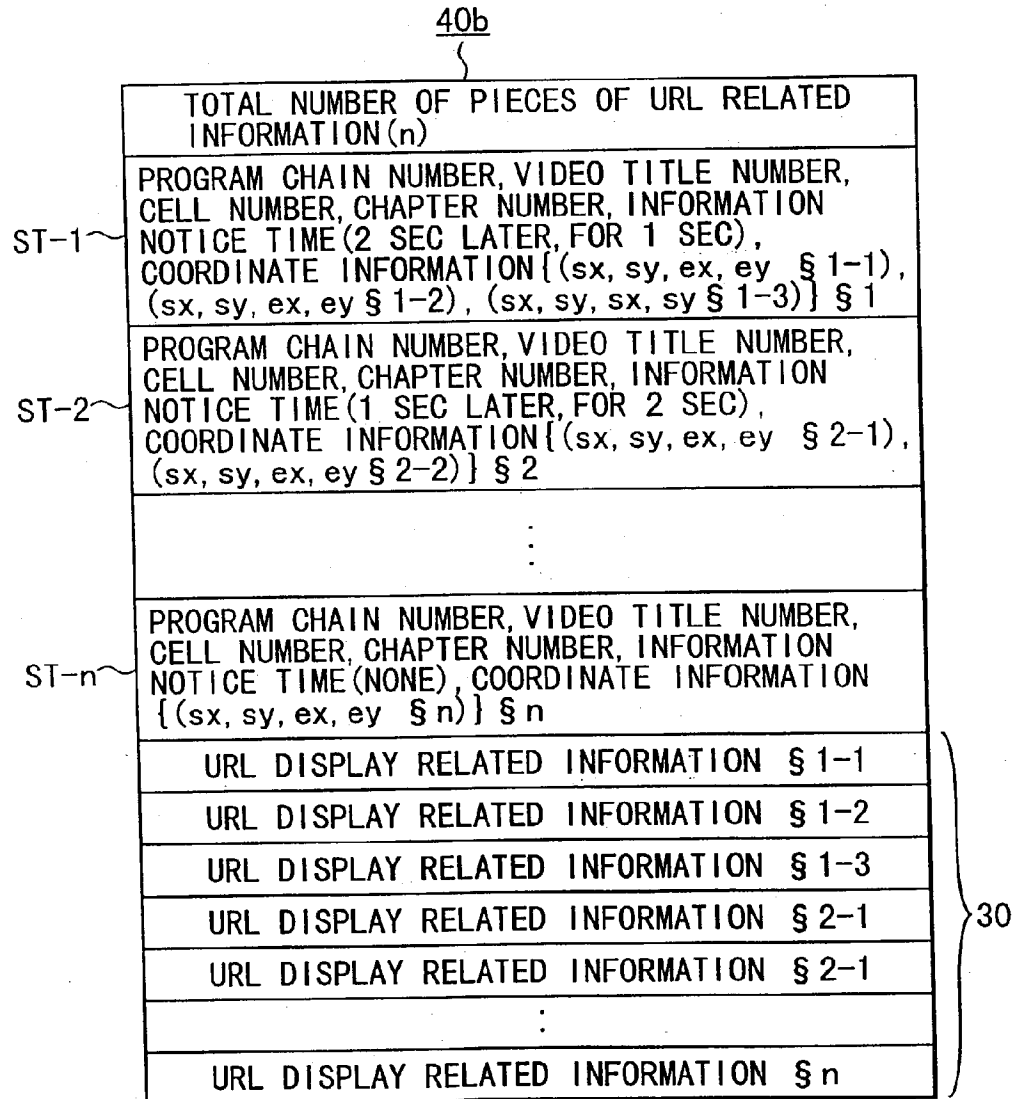 40b
TOTAL NUMBER OF PIECES OF URL RELATED
INFORMATION(n)
ST-1
PROGRAM CHAIN NUMBER, VIDEO TITLE NUMBER,
CELL NUMBER, CHAPTER NUMBER, INFORMATION
NOTICE TIME(2 SEC LATER, FOR 1 SEC),
COORDINATE INFORMATION{(sx, sy, ex, ey § 1-1),
(sx, sy, ex, ey § 1-2), (sx, sy, sx, sy § 1-3)} § 1
ST-2
PROGRAM CHAIN NUMBER, VIDEO TITLE NUMBER,
CELL NUMBER, CHAPTER NUMBER, INFORMATION
NOTICE TIME(1 SEC LATER, FOR 2 SEC),
COORDINATE INFORMATION{(sx, sy, ex, ey § 2-1),
(sx, sy, ex, ey § 2-2)} § 2
ST-n
PROGRAM CHAIN NUMBER, VIDEO TITLE NUMBER,
CELL NUMBER, CHAPTER NUMBER, INFORMATION
NOTICE TIME(NONE), COORDINATE INFORMATION
{(sx, sy, ex, ey § n)} § n
URL DISPLAY RELATED INFORMATION § 1-1
URL DISPLAY RELATED INFORMATION § 1-2
URL DISPLAY RELATED INFORMATION § 1-3
URL DISPLAY RELATED INFORMATION § 2-1
URL DISPLAY RELATED INFORMATION § 2-1
URL DISPLAY RELATED INFORMATION § n
30